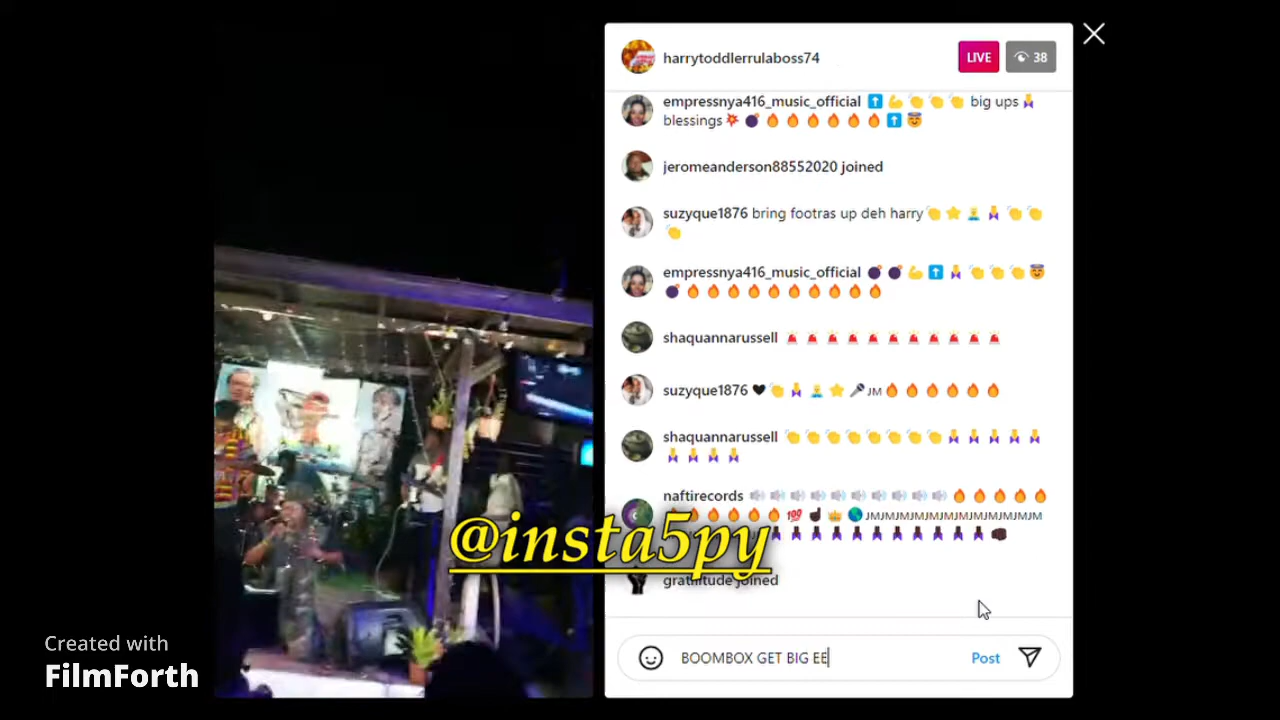 harrytoddlerrulaboss74
LIVE
38
empressnya416_music_official ⬆️ 💪 👏 👏 👏 big ups 🧘‍♀️
blessings 💥 💣 🔥 🔥 🔥 🔥 🔥 🔥 ⬆️ 😇
jeromeanderson88552020 joined
suzyque1876 bring footras up deh harry 👏 ⭐ 🧘‍♂️ 🧘‍♀️ 👏 👏
👏
empressnya416_music_official 💣 💣 💪 ⬆️ 🧘‍♀️ 👏 👏 👏 😇
💣 🔥 🔥 🔥 🔥 🔥 🔥 🔥 🔥 🔥 🔥
shaquannarussell 🚨 🚨 🚨 🚨 🚨 🚨 🚨 🚨 🚨 🚨 🚨
suzyque1876 🖤 👏 🧘‍♀️ 🧘‍♂️ ⭐ 🎤 JM 🔥 🔥 🔥 🔥 🔥 🔥
shaquannarussell 👏 👏 👏 👏 👏 👏 👏 👏 🧘‍♀️ 🧘‍♀️ 🧘‍♀️ 🧘‍♀️ 🧘‍♀️
🧘‍♀️ 🧘‍♀️ 🧘‍♀️ 🧘‍♀️
naftirecords 🔊 🔊 🔊 🔊 🔊 🔊 🔊 🔊 🔊 🔊 🔥 🔥 🔥 🔥 🔥
🔥 🔥 🔥 🔥 🔥 🔥 💯 ☝🏿 👑 🌎 JMJMJMJMJMJMJMJMJMJMJMJM
@insta5py
grathitude joined
BOOMBOX GET BIG EE
Post
Created with
FilmForth